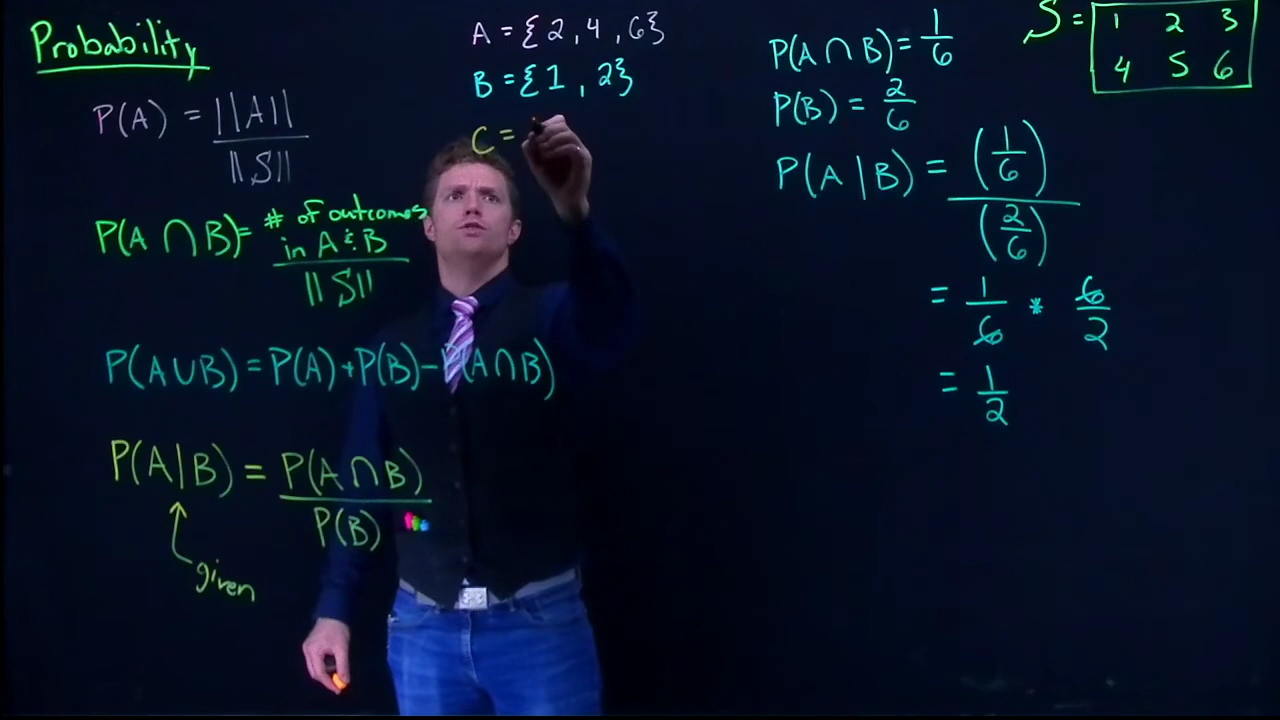 Probability
P(A) = ||A|| / ||S||
P(A ∩ B) = # of outcomes in A & B / ||S||
P(A∪B) = P(A) + P(B) − P(A∩B)
P(A|B) = P(A∩B) / P(B)
given
A = {2, 4, 6}
B = {1, 2}
C =
P(A∩B) = 1/6
P(B) = 2/6
P(A|B) = (1/6) / (2/6)
= 1/6 * 6/2
= 1/2
S = 1 2 3
4 5 6